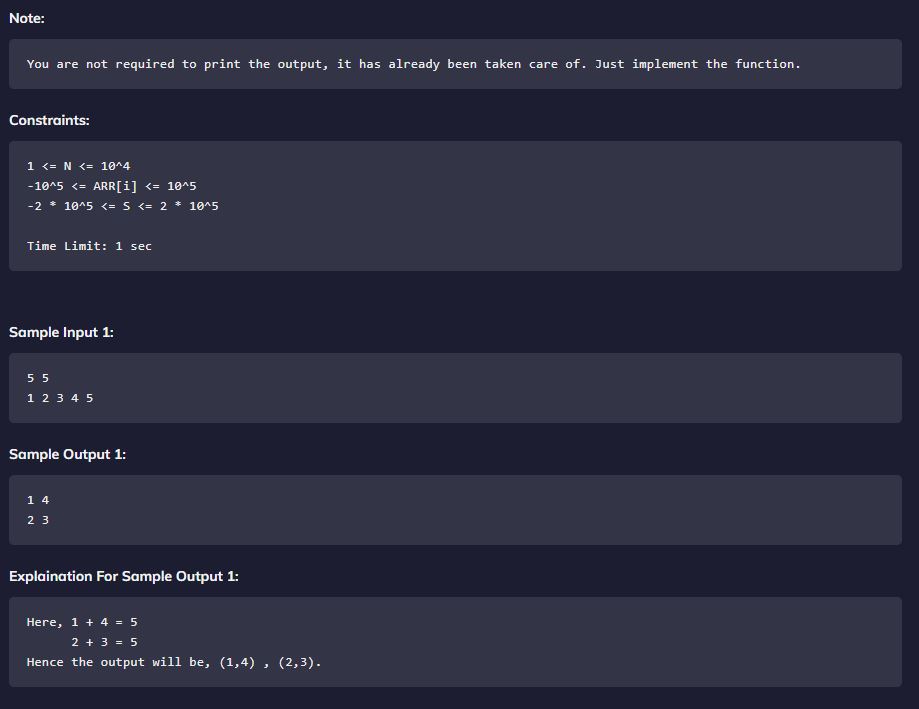 Note:
You are not required to print the output, it has already been taken care of. Just implement the function.
Constraints:
1 <= N <= 10^4
-10^5 <= ARR[i] <= 10^5
-2 * 10^5 <= S <= 2 * 10^5
Time Limit: 1 sec
Sample Input 1:
5 5
1 2 3 4 5
Sample Output 1:
1 4
2 3
Explaination For Sample Output 1:
Here, 1 + 4 = 5
2 + 3 = 5
Hence the output will be, (1,4) , (2,3).